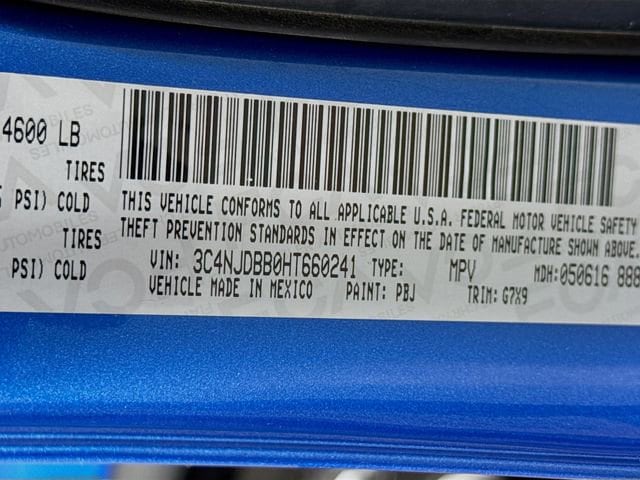 4600 LB
TIRES
PSI) COLD
TIRES
PSI) COLD
THIS VEHICLE CONFORMS TO ALL APPLICABLE U.S.A. FEDERAL MOTOR VEHICLE SAFETY
THEFT PREVENTION STANDARDS IN EFFECT ON THE DATE OF MANUFACTURE SHOWN ABOVE.
VIN: 3C4NJDBB0HT660241 TYPE: MPV MDH:050616 888
VEHICLE MADE IN MEXICO PAINT: PBJ TRIM: G7X9